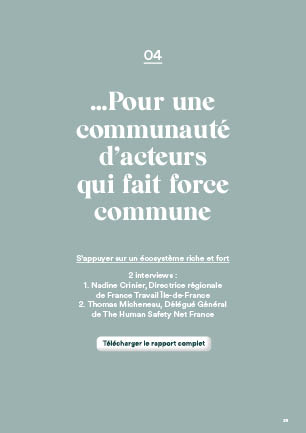 04
...Pour une
communauté
d'acteurs
qui fait force
commune
S'appuyer sur un écosystème riche et fort
2 interviews :
1. Nadine Crinier, Directrice régionale
de France Travail Île-de-France
2. Thomas Micheneau, Délégué Général
de The Human Safety Net France
Télécharger le rapport complet